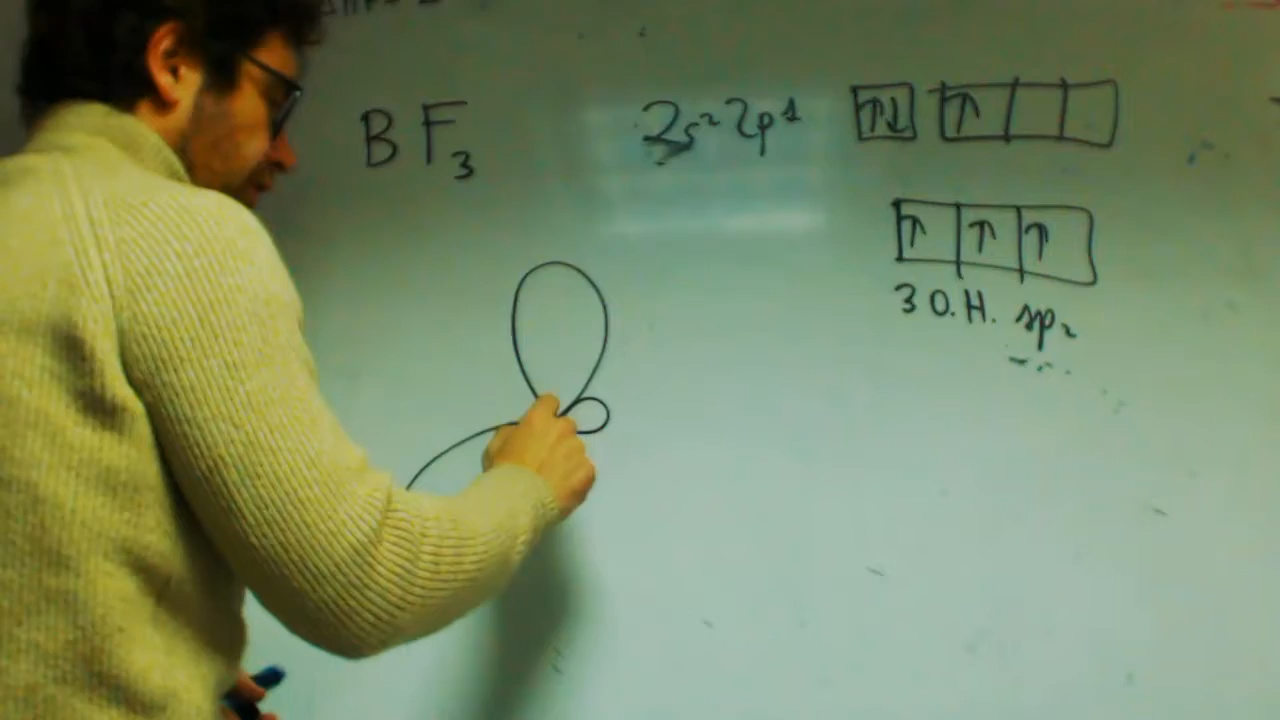 BF₃ 2s² 2p¹ ↑↓ ↑
↑ ↑ ↑
3 O.H. sp₂